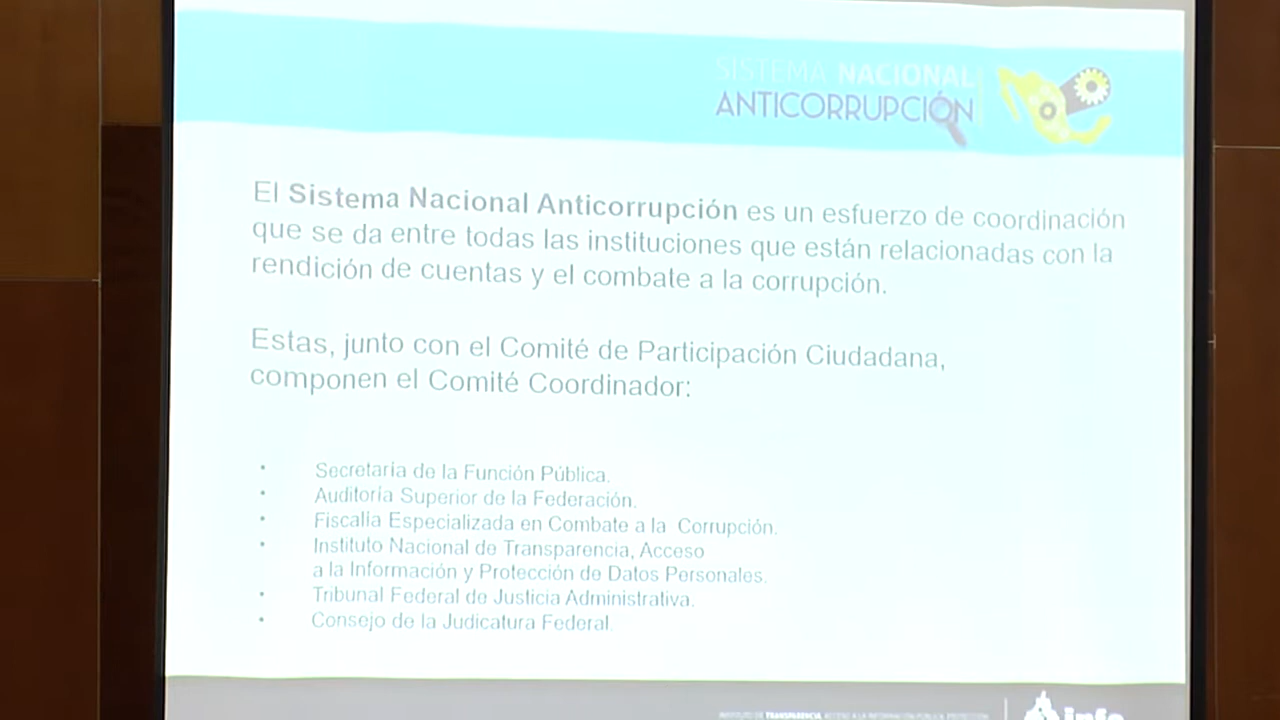 SISTEMA NACIONAL
ANTICORRUPCIÓN
El Sistema Nacional Anticorrupción es un esfuerzo de coordinación
que se da entre todas las instituciones que están relacionadas con la
rendición de cuentas y el combate a la corrupción.
Estas, junto con el Comité de Participación Ciudadana,
componen el Comité Coordinador:
• Secretaria de la Función Pública.
• Auditoría Superior de la Federación.
• Fiscalía Especializada en Combate a la Corrupción.
• Instituto Nacional de Transparencia, Acceso
a la Información y Protección de Datos Personales.
• Tribunal Federal de Justicia Administrativa.
• Consejo de la Judicatura Federal.
info